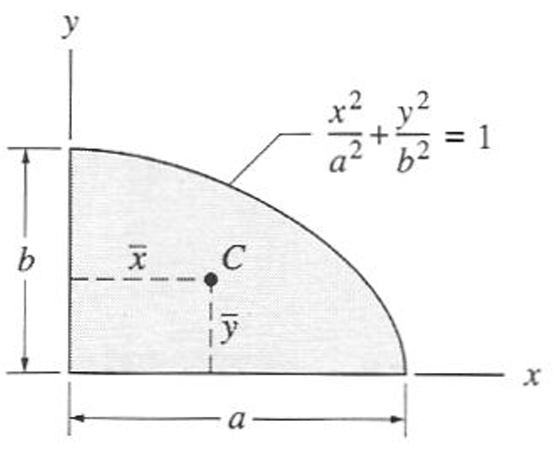 y
x²/a² + y²/b² = 1
b
x̄
C
ȳ
x
a